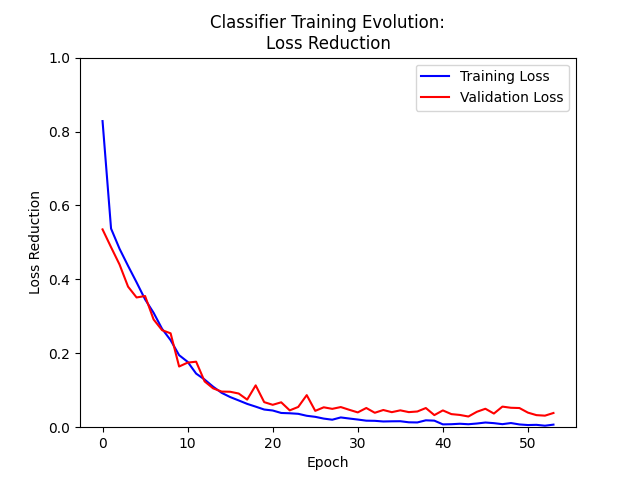 Classifier Training Evolution:
Loss Reduction
1.0
0.8
0.6
0.4
0.2
0.0
Loss Reduction
Training Loss
Validation Loss
0 10 20 30 40 50
Epoch